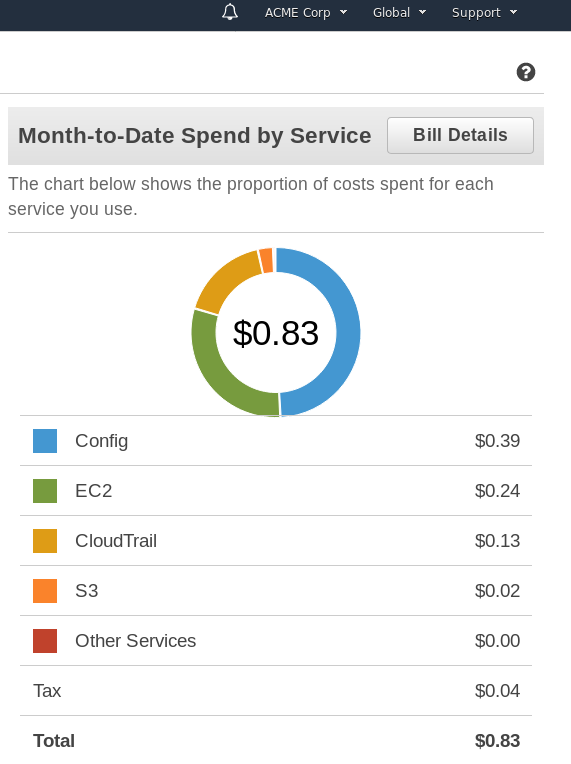 ACME Corp Global Support
?
Month-to-Date Spend by Service Bill Details
The chart below shows the proportion of costs spent for each
service you use.
$0.83
Config $0.39
EC2 $0.24
CloudTrail $0.13
S3 $0.02
Other Services $0.00
Tax $0.04
Total $0.83